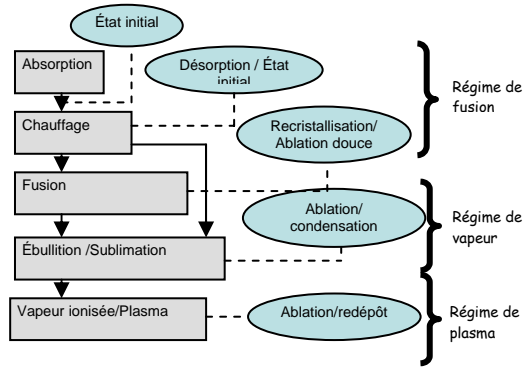 État initial
Absorption
Désorption / État
initial
Régime de
fusion
Chauffage
Recristallisation/
Ablation douce
Fusion
Ablation/
condensation
Régime de
vapeur
Ébullition /Sublimation
Vapeur ionisée/Plasma
Ablation/redépôt
Régime de
plasma